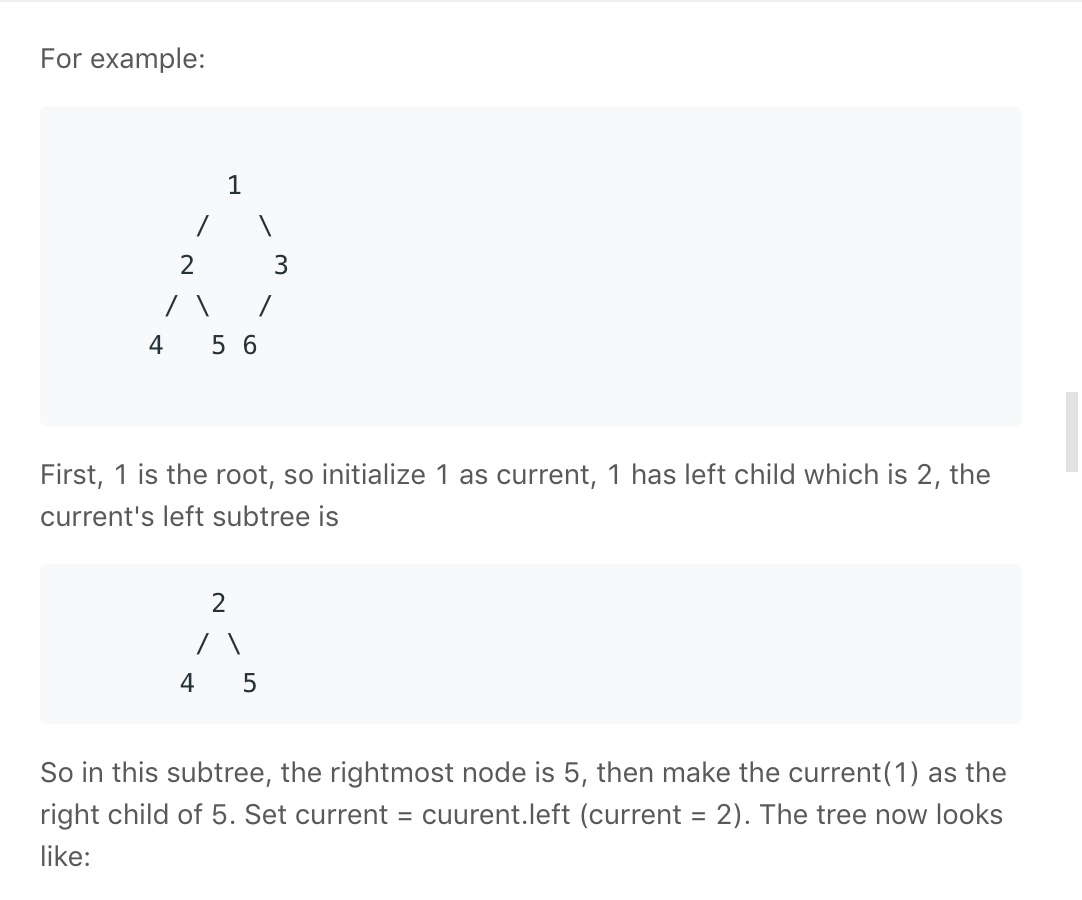 For example:
1
/ \
2 3
/ \ /
4 5 6
First, 1 is the root, so initialize 1 as current, 1 has left child which is 2, the
current's left subtree is
2
/ \
4 5
So in this subtree, the rightmost node is 5, then make the current(1) as the
right child of 5. Set current = cuurent.left (current = 2). The tree now looks
like: